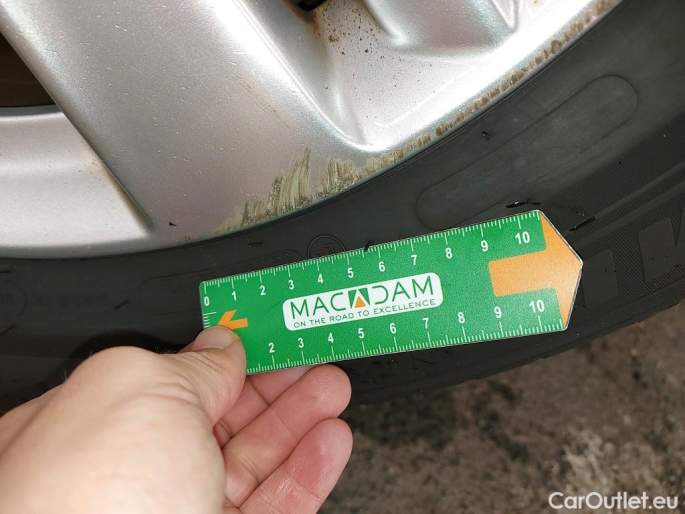 0 1 2 3 4 5 6 7 8 9 10
MACADAM
ON THE ROAD TO EXCELLENCE
2 3 4 5 6 7 8 9 10
CarOutlet.eu